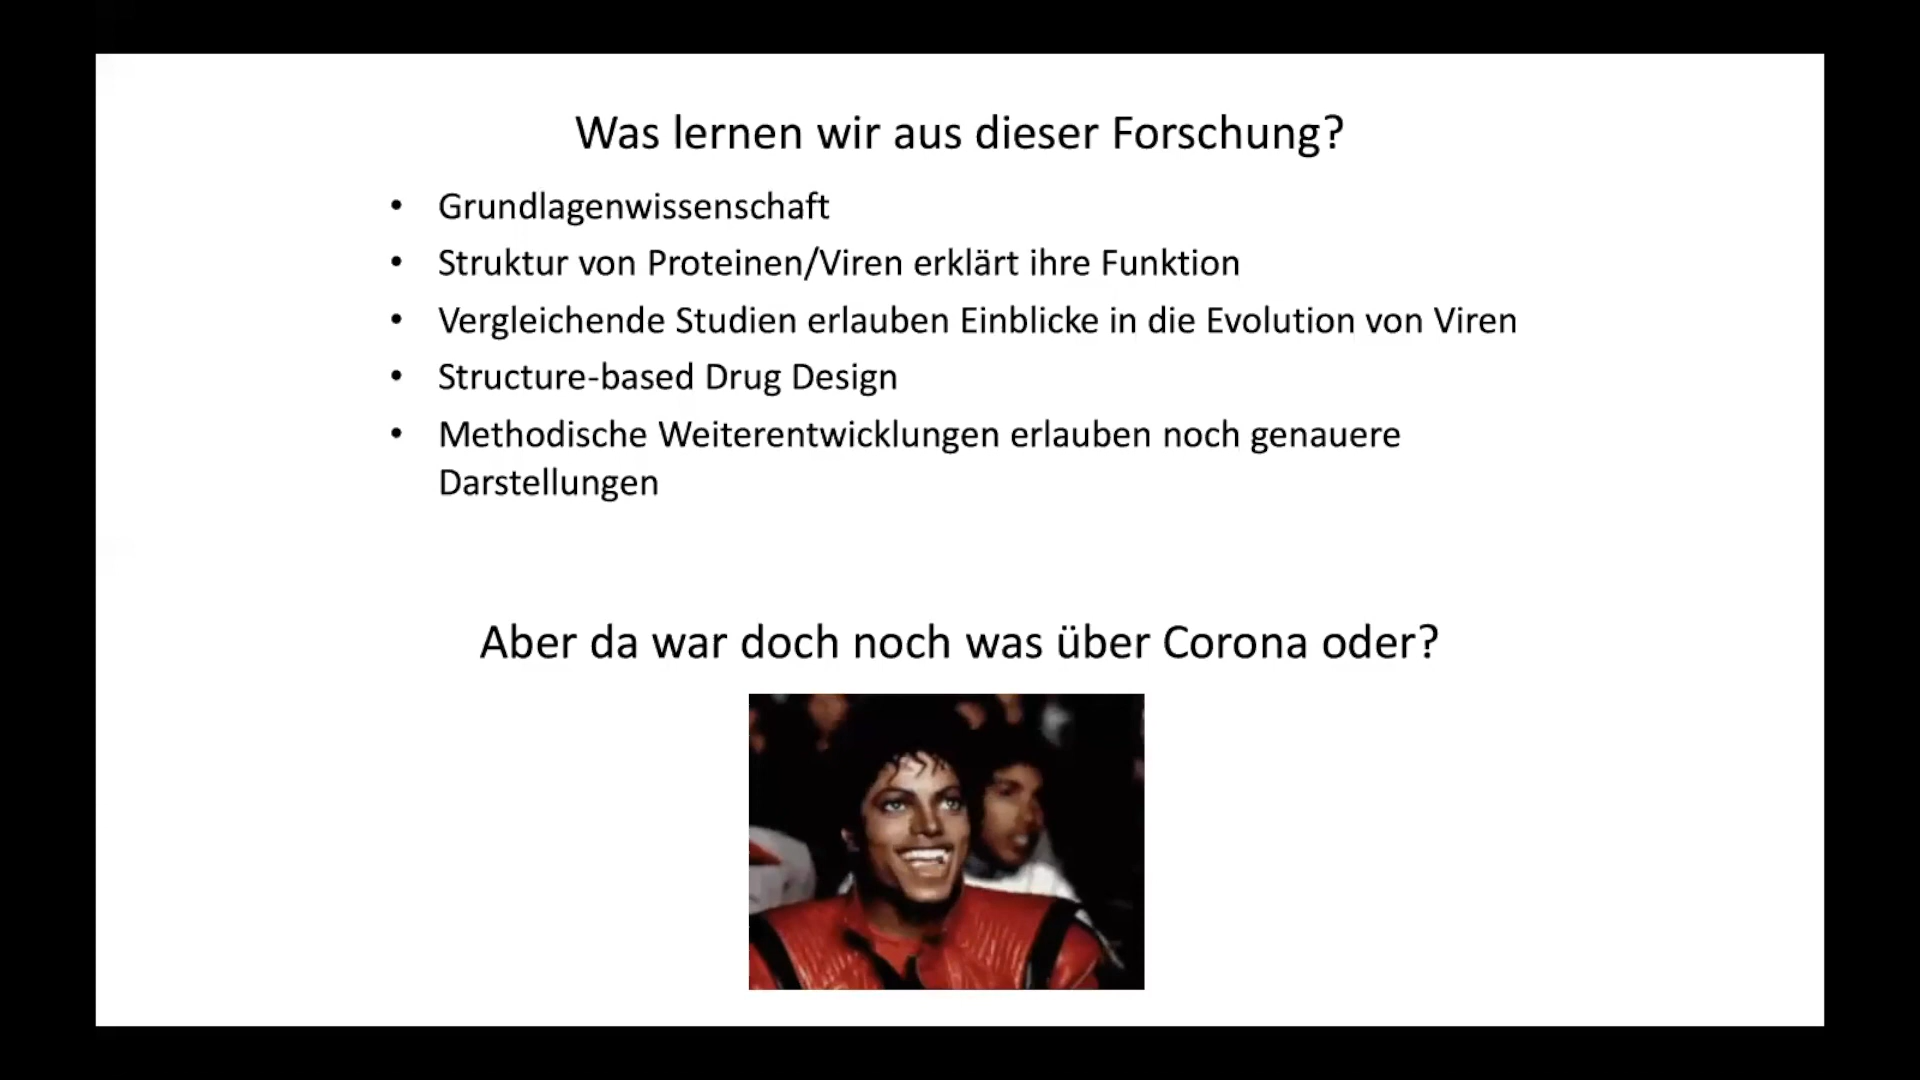 Was lernen wir aus dieser Forschung?
• Grundlagenwissenschaft
• Struktur von Proteinen/Viren erklärt ihre Funktion
• Vergleichende Studien erlauben Einblicke in die Evolution von Viren
• Structure-based Drug Design
• Methodische Weiterentwicklungen erlauben noch genauere
Darstellungen
Aber da war doch noch was über Corona oder?